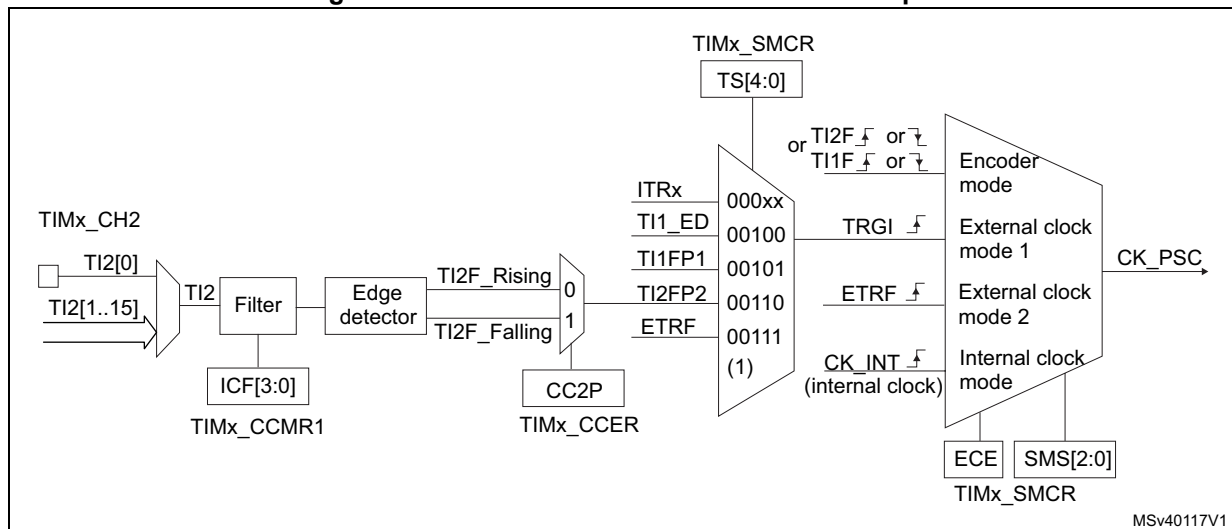 TIMx_SMCR
TS[4:0]
or TI2F or
TI1F or
Encoder
mode
ITRx
000xx
TIMx_CH2
TI1_ED
00100
TRGI
External clock
mode 1
CK_PSC
TI2[0]
TI1FP1
00101
TI2F_Rising
0
TI2
Filter
Edge
detector
TI2FP2
00110
ETRF
External clock
mode 2
TI2[1..15]
TI2F_Falling
1
ETRF
00111
(1)
CK_INT
(internal clock)
Internal clock
mode
ICF[3:0]
TIMx_CCMR1
CC2P
TIMx_CCER
ECE
SMS[2:0]
TIMx_SMCR
MSv40117V1